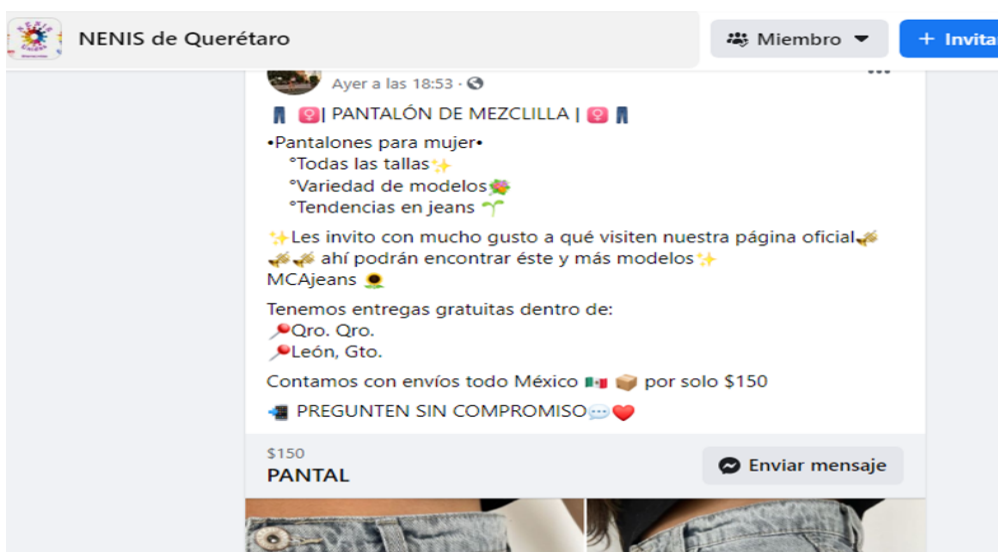 NENIS de Querétaro
Miembro
+ Invita
Ayer a las 18:53 ·
| PANTALÓN DE MEZCLILLA |
•Pantalones para mujer•
°Todas las tallas✨
°Variedad de modelos💐
°Tendencias en jeans 🌱
✨Les invito con mucho gusto a qué visiten nuestra página oficial
ahí podrán encontrar éste y más modelos✨
MCAjeans 🌻
Tenemos entregas gratuitas dentro de:
📍Qro. Qro.
📍León, Gto.
Contamos con envíos todo México 🇲🇽 📦 por solo $150
📲 PREGUNTEN SIN COMPROMISO💬❤️
$150
PANTAL
Enviar mensaje